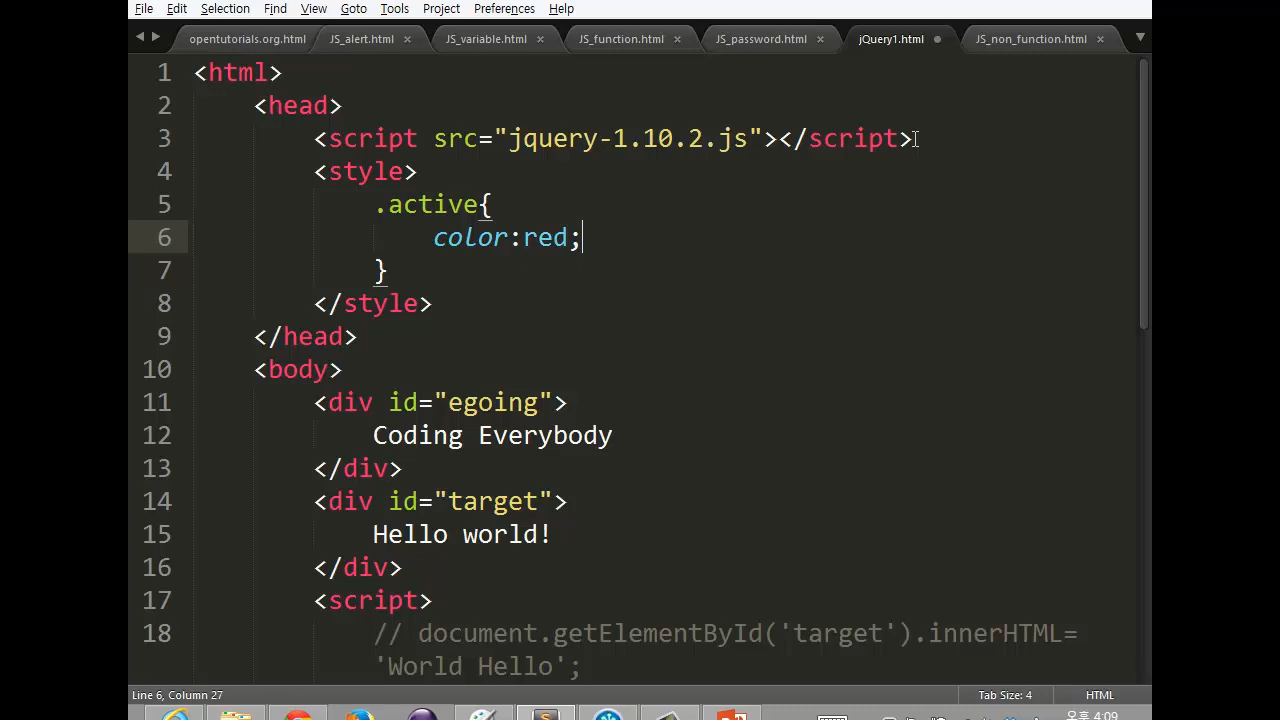 File Edit Selection Find View Goto Tools Project Preferences Help
opentutorials.org.html JS_alert.html JS_variable.html JS_function.html JS_password.html jQuery1.html JS_non_function.html
1 <html>
2 <head>
3 <script src="jquery-1.10.2.js"></script>
4 <style>
5 .active{
6 color:red;
7 }
8 </style>
9 </head>
10 <body>
11 <div id="egoing">
12 Coding Everybody
13 </div>
14 <div id="target">
15 Hello world!
16 </div>
17 <script>
18 // document.getElementById('target').innerHTML=
'World Hello';
Line 6, Column 27 Tab Size: 4 HTML
오후 4:09